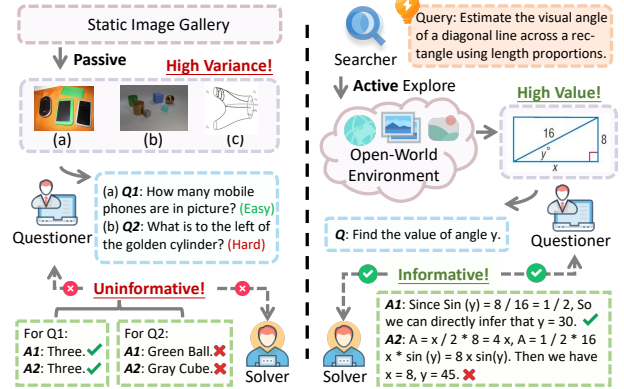 Static Image Gallery
Passive
High Variance!
(a)
(b)
(c)
Questioner
(a) Q1: How many mobile
phones are in picture? (Easy)
(b) Q2: What is to the left of
the golden cylinder? (Hard)
Uninformative!
For Q1:
A1: Three.
A2: Three.
For Q2:
A1: Green Ball.
A2: Gray Cube.
Solver
Searcher
Query: Estimate the visual angle
of a diagonal line across a rec-
tangle using length proportions.
Active Explore
High Value!
Open-World
Environment
16
8
y°
x
Q: Find the value of angle y.
Questioner
Informative!
Solver
A1: Since Sin (y) = 8 / 16 = 1 / 2, So
we can directly infer that y = 30.
A2: A = x / 2 * 8 = 4 x, A = 1 / 2 * 16
x * sin (y) = 8 x sin(y). Then we have
x = 8, y = 45.